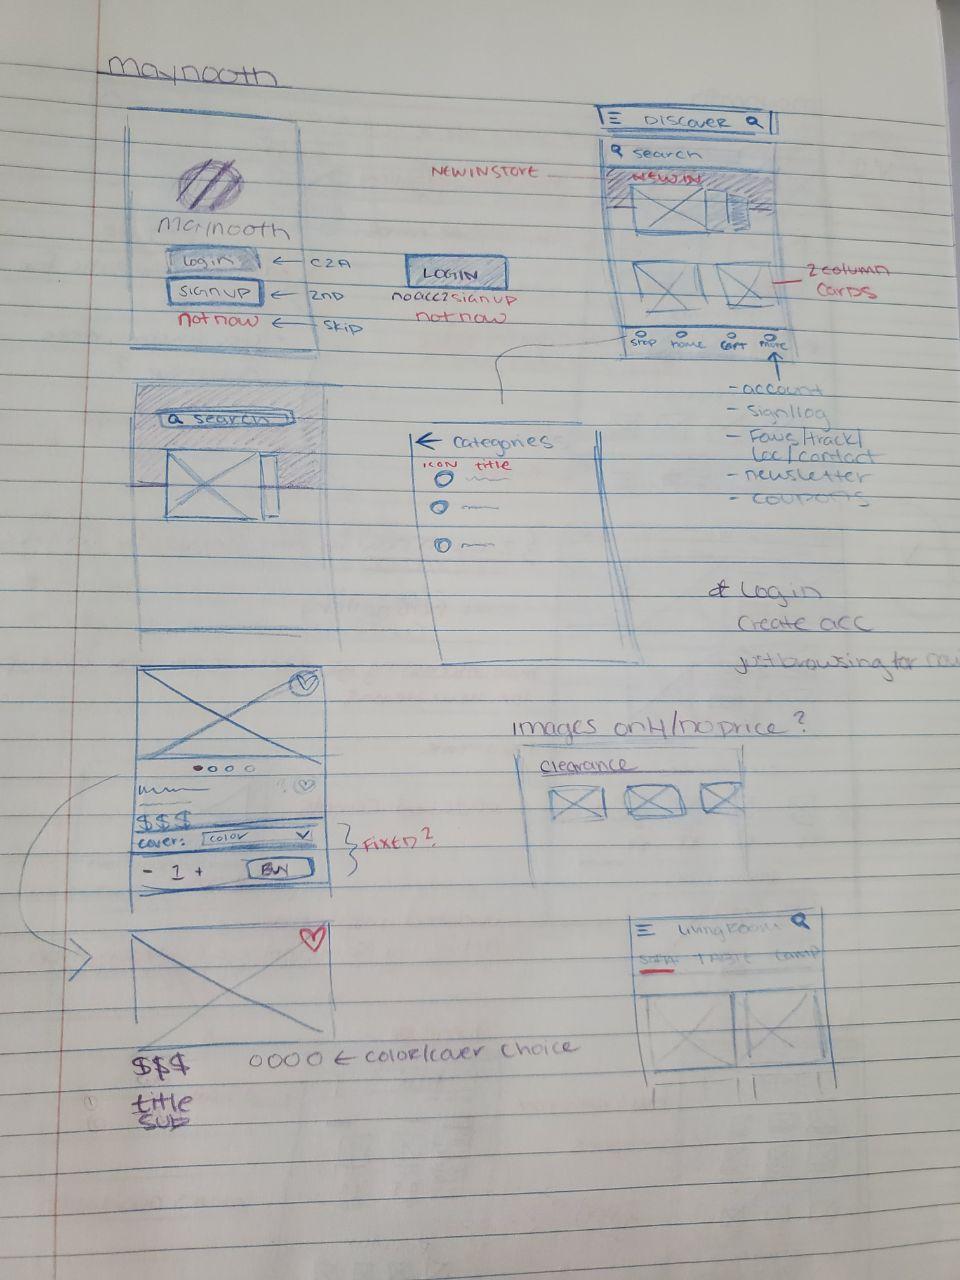 maynooth
maynooth
Login ← C2A
SIGNUP ← 2nd
not now ← Skip
LOGIN
no acc? signup
not now
NEW IN STORE
DISCOVER
search
NEW IN
2 column
cards
shop home cart more
- account
- sign/log
- Favs/track/
loc/contact
- newsletter
- coupons
search
← categories
ICON title
* Login
create acc
just browsing for now
$$$
cover: color
- 1 +
BUY
FIXED?
images only/no price?
clearance
$$$
0000 ← color/cover choice
title
SUB
Living Room
SOFA TABLE Lamp